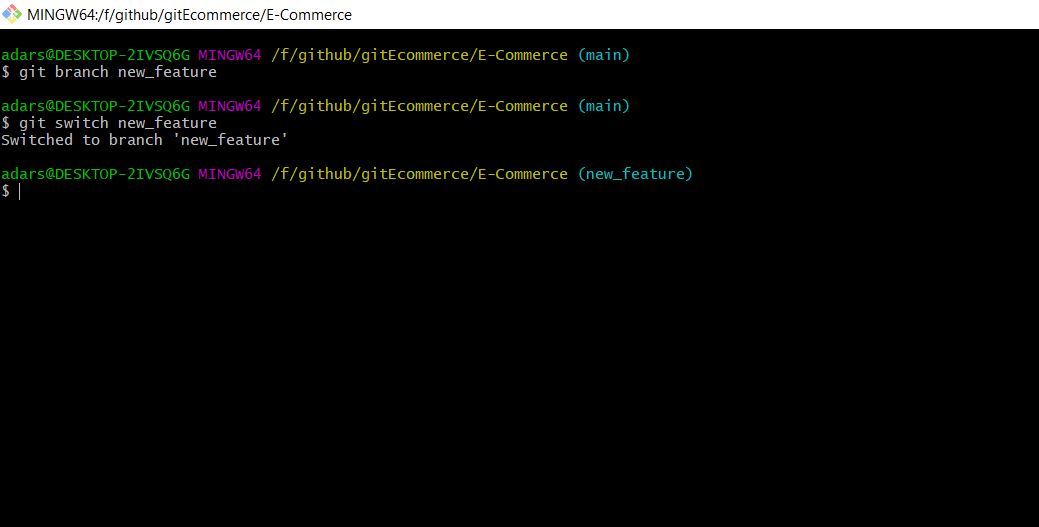 MINGW64:/f/github/gitEcommerce/E-Commerce
adars@DESKTOP-2IVSQ6G MINGW64 /f/github/gitEcommerce/E-Commerce (main)
$ git branch new_feature
adars@DESKTOP-2IVSQ6G MINGW64 /f/github/gitEcommerce/E-Commerce (main)
$ git switch new_feature
Switched to branch 'new_feature'
adars@DESKTOP-2IVSQ6G MINGW64 /f/github/gitEcommerce/E-Commerce (new_feature)
$